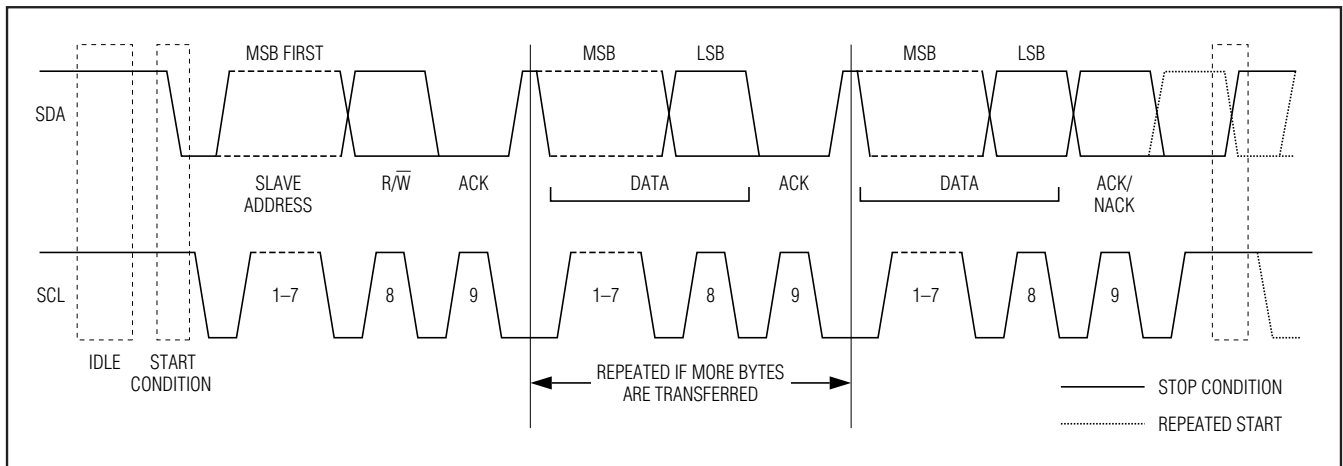 MSB FIRST
MSB
LSB
MSB
LSB
SDA
SLAVE
ADDRESS
R/W̅
ACK
DATA
ACK
DATA
ACK/
NACK
SCL
1–7
8
9
1–7
8
9
1–7
8
9
IDLE
START
CONDITION
REPEATED IF MORE BYTES
ARE TRANSFERRED
STOP CONDITION
REPEATED START